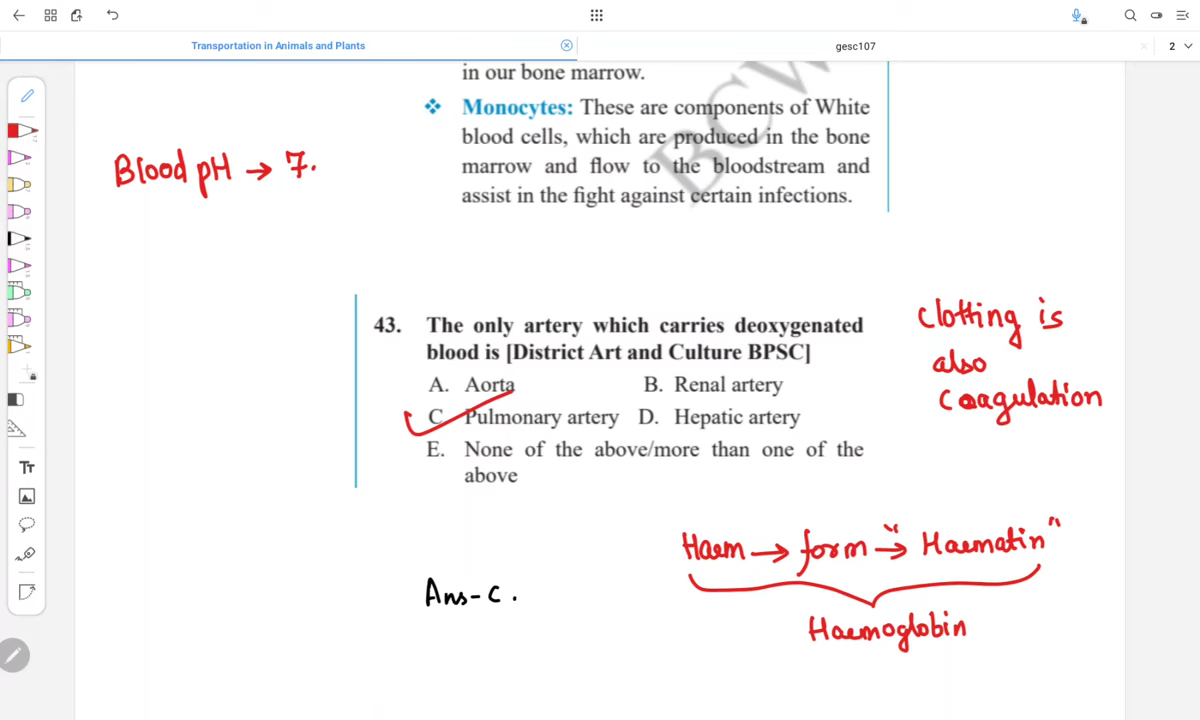 Transportation in Animals and Plants
gesc107
2
in our bone marrow.
❖ Monocytes: These are components of White
blood cells, which are produced in the bone
marrow and flow to the bloodstream and
assist in the fight against certain infections.
BCW
Blood pH → 7.
43. The only artery which carries deoxygenated
blood is [District Art and Culture BPSC]
A. Aorta B. Renal artery
C. Pulmonary artery D. Hepatic artery
E. None of the above/more than one of the
above
Clotting is
also
Coagulation
Haem → form → "Haematin"
Haemoglobin
Ans- C.
TT